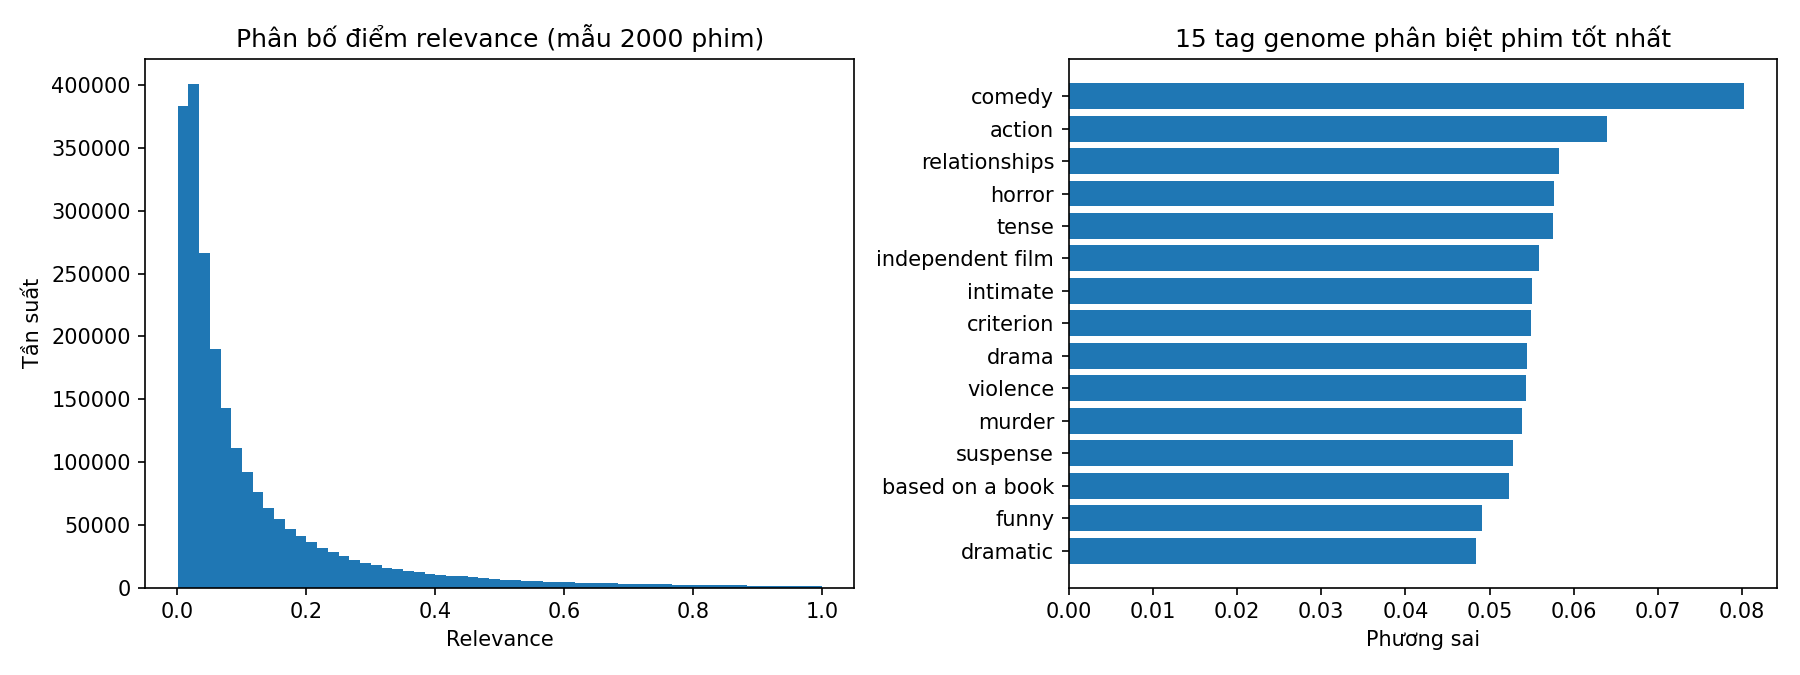 Phân bố điểm relevance (mẫu 2000 phim)
400000
350000
300000
250000
200000
150000
100000
50000
0
Tần suất
0.0 0.2 0.4 0.6 0.8 1.0
Relevance
15 tag genome phân biệt phim tốt nhất
comedy
action
relationships
horror
tense
independent film
intimate
criterion
drama
violence
murder
suspense
based on a book
funny
dramatic
0.00 0.01 0.02 0.03 0.04 0.05 0.06 0.07 0.08
Phương sai